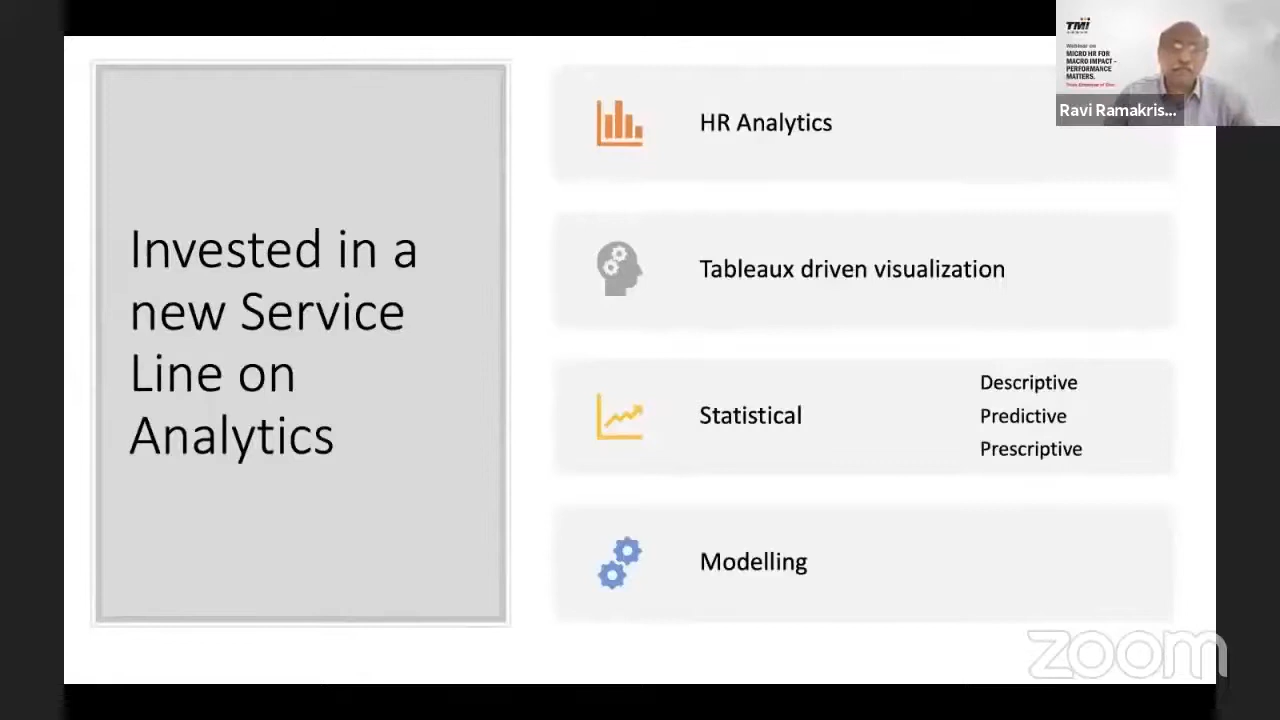 Invested in a
new Service
Line on
Analytics
HR Analytics
Tableaux driven visualization
Statistical
Descriptive
Predictive
Prescriptive
Modelling
TMI
Webinar on
MICRO HR FOR
MACRO IMPACT -
PERFORMANCE
MATTERS.
Ravi Ramakris...
zoom